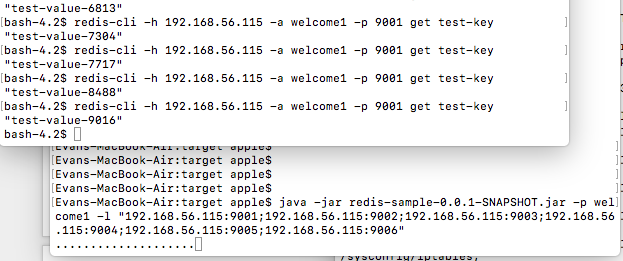 "test-value-6813"
[bash-4.2$ redis-cli -h 192.168.56.115 -a welcome1 -p 9001 get test-key ]
"test-value-7304"
[bash-4.2$ redis-cli -h 192.168.56.115 -a welcome1 -p 9001 get test-key ]
"test-value-7717"
[bash-4.2$ redis-cli -h 192.168.56.115 -a welcome1 -p 9001 get test-key ]
"test-value-8488"
[bash-4.2$ redis-cli -h 192.168.56.115 -a welcome1 -p 9001 get test-key ]
"test-value-9016"
bash-4.2$
[Evans-MacBook-Air:target apple$ ]
[Evans-MacBook-Air:target apple$ ]
[Evans-MacBook-Air:target apple$ ]
[Evans-MacBook-Air:target apple$ ]
[Evans-MacBook-Air:target apple$ java -jar redis-sample-0.0.1-SNAPSHOT.jar -p wel]
come1 -l "192.168.56.115:9001;192.168.56.115:9002;192.168.56.115:9003;192.168.56
.115:9004;192.168.56.115:9005;192.168.56.115:9006"
....................
/sysconfig/iptables,